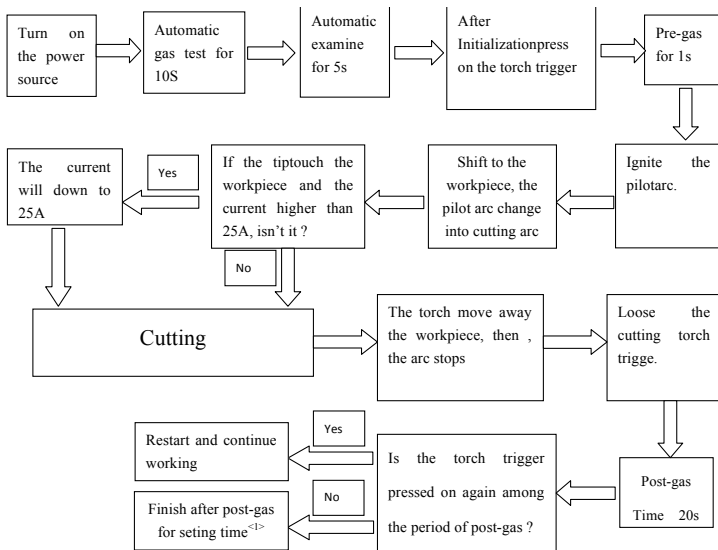 Turn on
the power
source
Automatic
gas test for
10S
Automatic
examine
for 5s
After
Initializationpress
on the torch trigger
Pre-gas
for 1s
The current
will down to
25A
Yes
If the tiptouch the
workpiece and the
current higher than
25A, isn’t it ?
No
Shift to the
workpiece, the
pilot arc change
into cutting arc
Ignite the
pilotarc.
Cutting
The torch move away
the workpiece, then ,
the arc stops
Loose the
cutting torch
trigge.
Restart and continue
working
Yes
Finish after post-gas
for seting time<1>
No
Is the torch trigger
pressed on again among
the period of post-gas ?
Post-gas
Time 20s